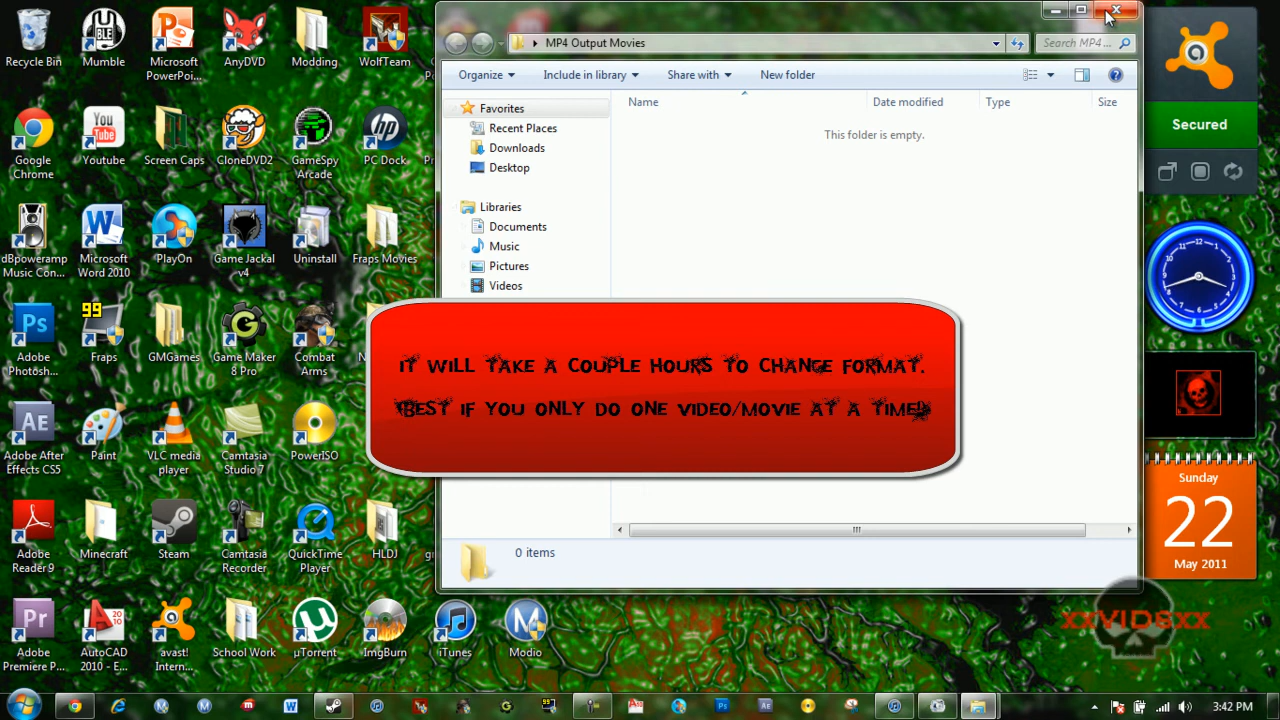 Recycle Bin
Mumble
Microsoft PowerPoi...
AnyDVD
Modding
WolfTeam
Google Chrome
You Tube
Youtube
Screen Caps
CloneDVD2
GameSpy Arcade
PC Dock
dBpoweramp Music Con...
Microsoft Word 2010
PlayOn
Game Jackal v4
Uninstall
Fraps Movies
Adobe Photosh...
99
Fraps
GMGames
Game Maker 8 Pro
Combat Arms
Adobe After Effects CS5
Paint
VLC media player
Camtasia Studio 7
PowerISO
Adobe Reader 9
Minecraft
Steam
Camtasia Recorder
QuickTime Player
HLDJ
Adobe Premiere P...
AutoCAD 2010 - E...
avast! Intern...
School Work
µTorrent
ImgBurn
iTunes
Modio
MP4 Output Movies
Search MP4 ...
Organize
Include in library
Share with
New folder
Name
Date modified
Type
Size
This folder is empty.
Favorites
Recent Places
Downloads
Desktop
Libraries
Documents
Music
Pictures
Videos
It will take a couple hours to change format.
(Best if you only do one video/movie at a time)
0 items
Secured
Sunday
22
May 2011
xxVIDSxx
3:42 PM